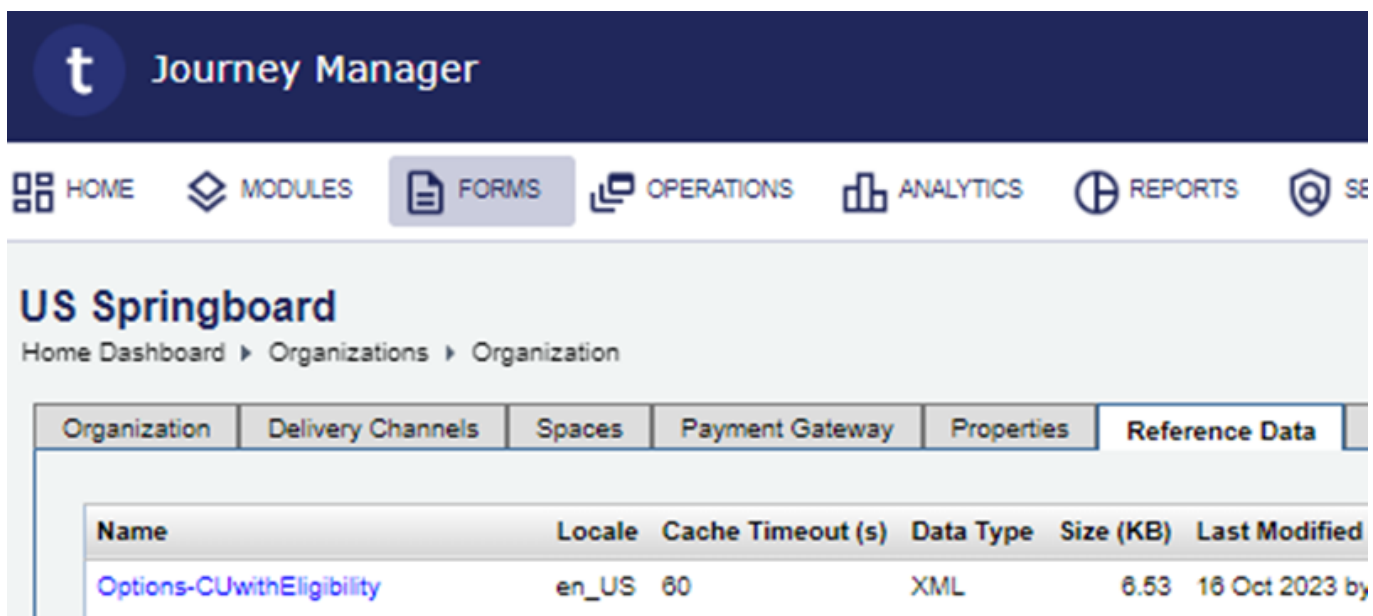 t Journey Manager
HOME MODULES FORMS OPERATIONS ANALYTICS REPORTS SE
US Springboard
Home Dashboard ▸ Organizations ▸ Organization
Organization Delivery Channels Spaces Payment Gateway Properties Reference Data
Name Locale Cache Timeout (s) Data Type Size (KB) Last Modified
Options-CUwithEligibility en_US 60 XML 6.53 16 Oct 2023 by